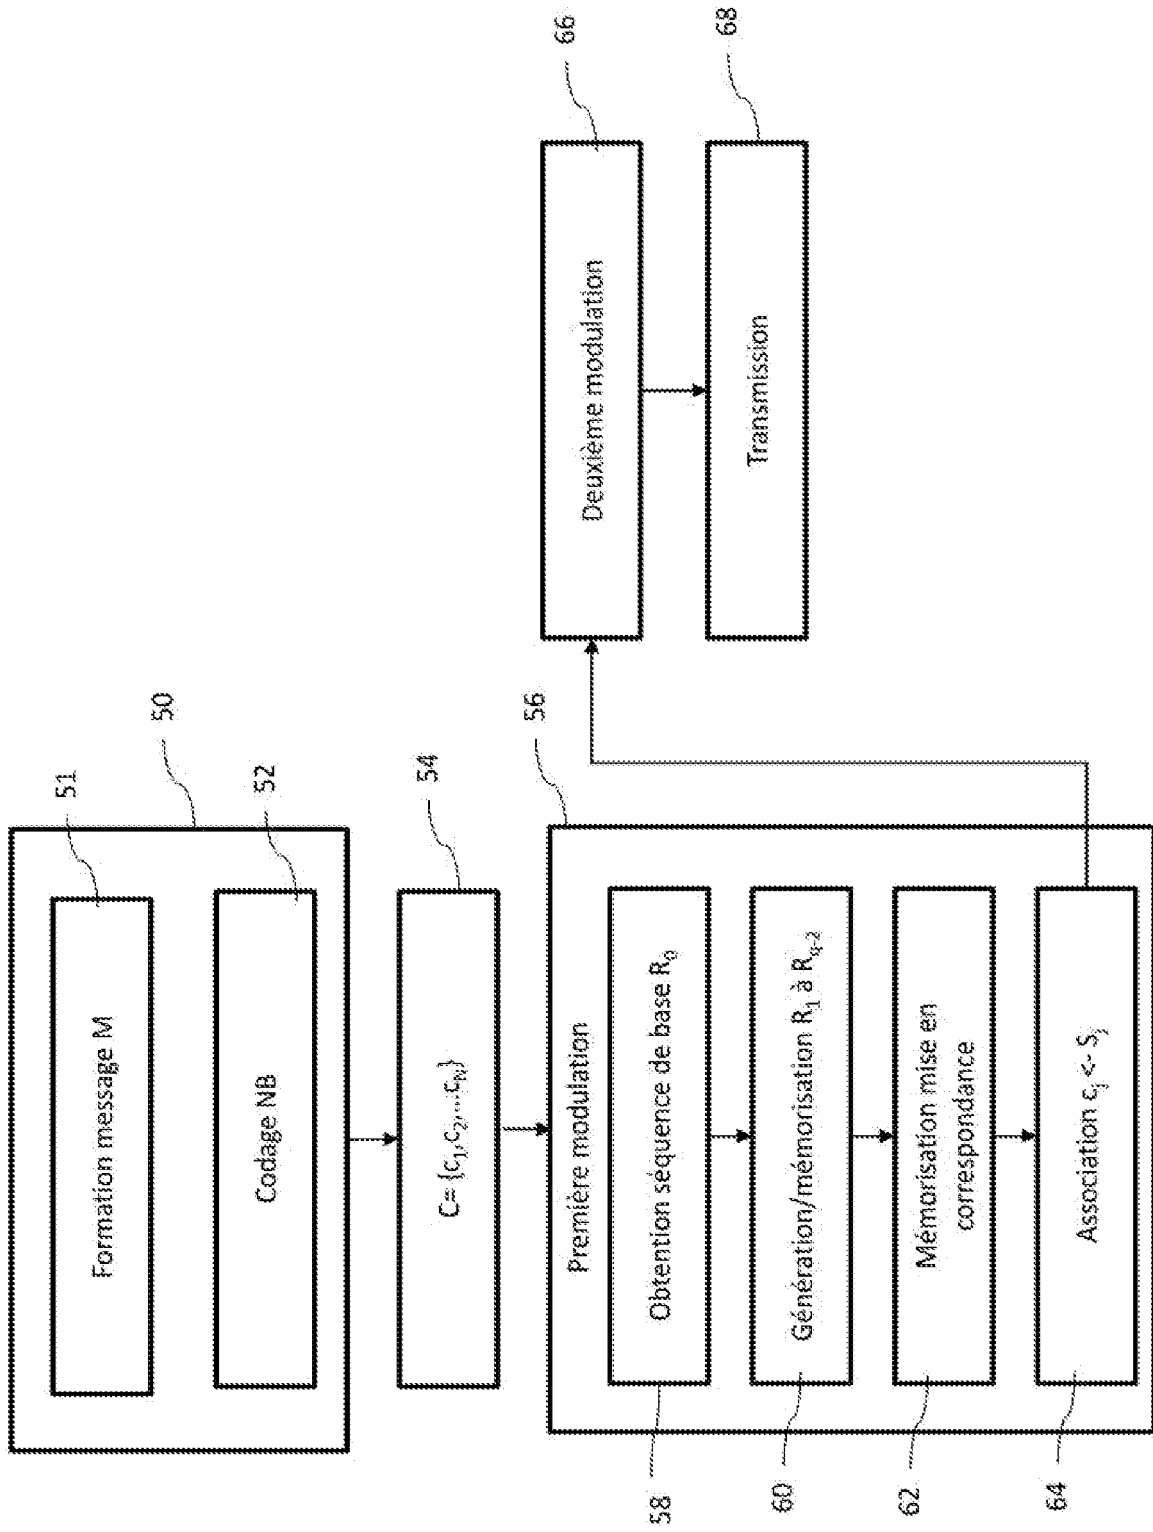 50
51
Formation message M
52
Codage NB
54
C= {c₁,c₂,...cₙ}
56
Première modulation
58
Obtention séquence de base R₀
60
Génération/mémorisation R₁ à R_{q-2}
62
Mémorisation mise en
correspondance
64
Association cⱼ <- Sⱼ
66
Deuxième modulation
68
Transmission